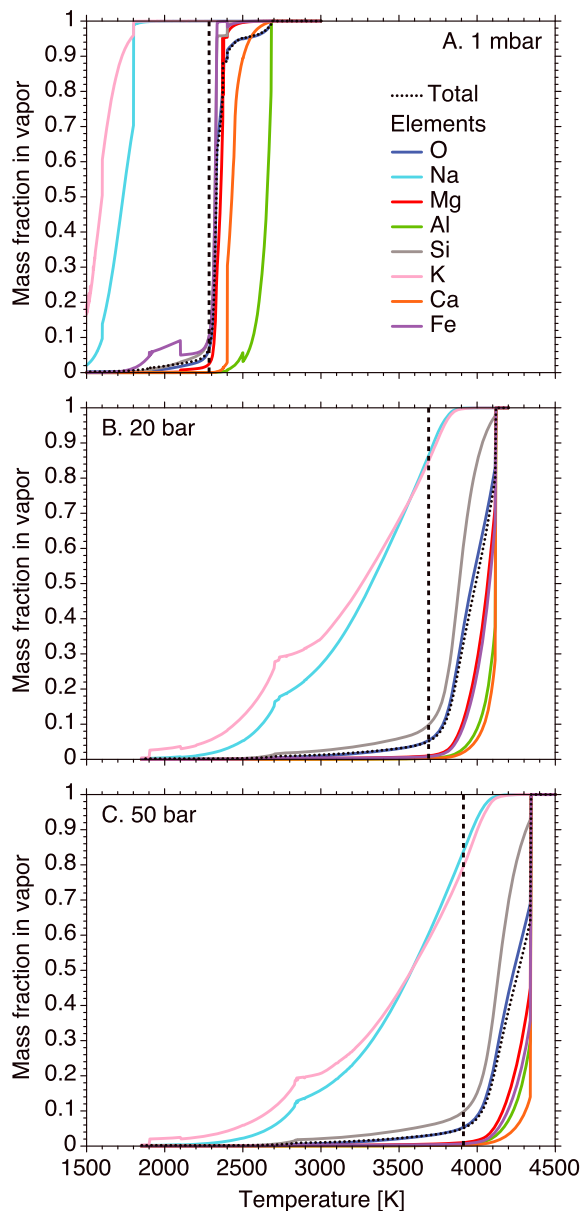 A. 1 mbar
Total
Elements
O
Na
Mg
Al
Si
K
Ca
Fe
Mass fraction in vapor
1
0.9
0.8
0.7
0.6
0.5
0.4
0.3
0.2
0.1
0
B. 20 bar
Mass fraction in vapor
1
0.9
0.8
0.7
0.6
0.5
0.4
0.3
0.2
0.1
0
C. 50 bar
Mass fraction in vapor
1
0.9
0.8
0.7
0.6
0.5
0.4
0.3
0.2
0.1
0
1500 2000 2500 3000 3500 4000 4500
Temperature [K]